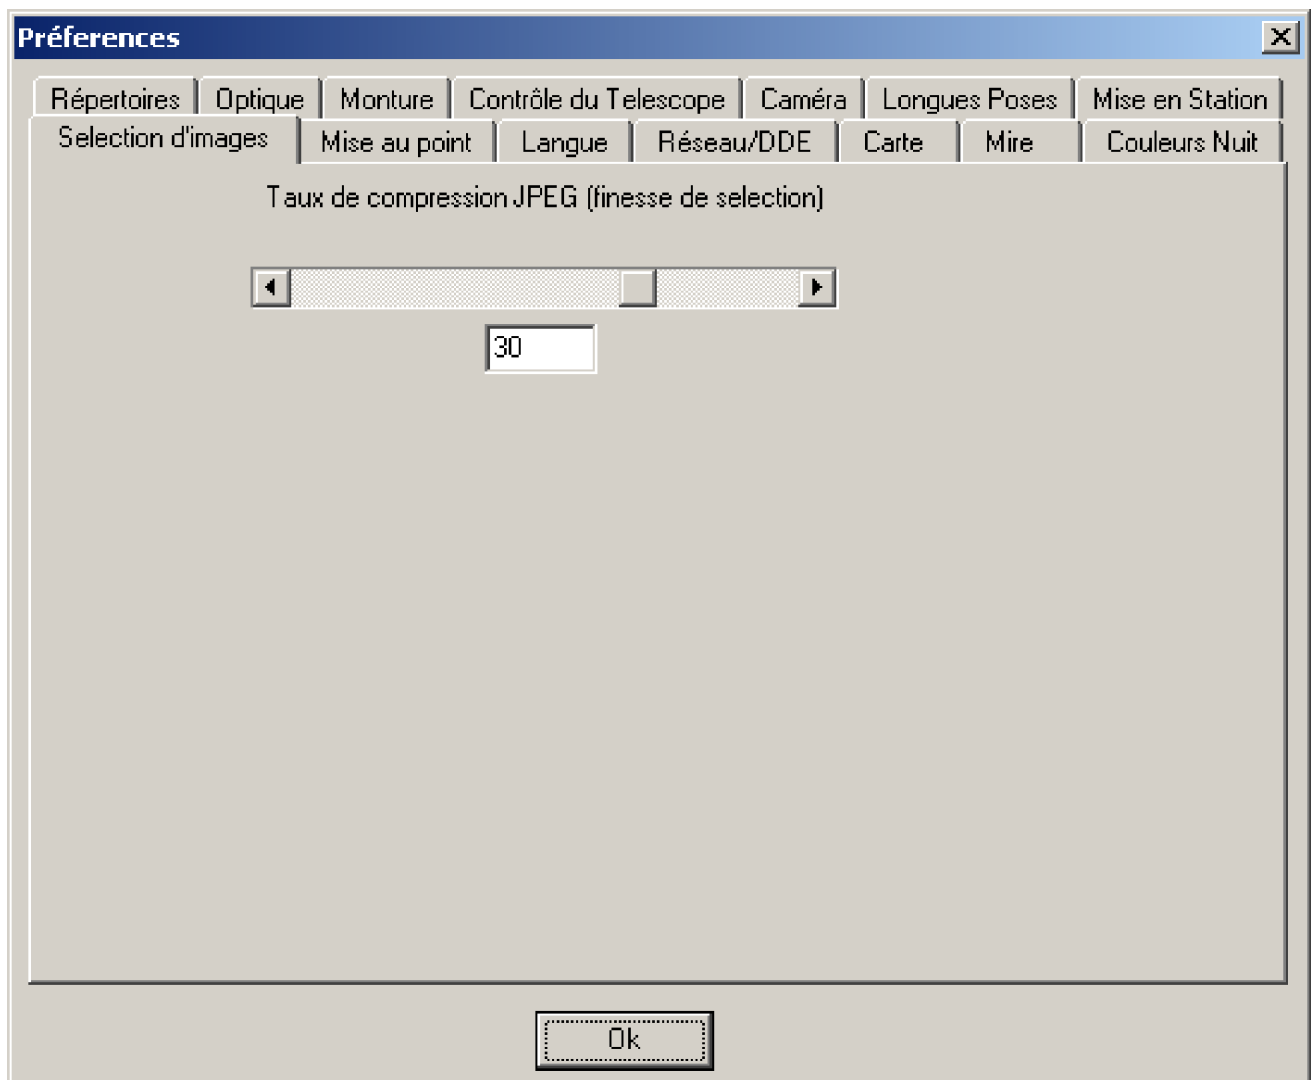 Préferences
Répertoires Optique Monture Contrôle du Telescope Caméra Longues Poses Mise en Station
Selection d'images Mise au point Langue Réseau/DDE Carte Mire Couleurs Nuit
Taux de compression JPEG (finesse de selection)
30
Ok